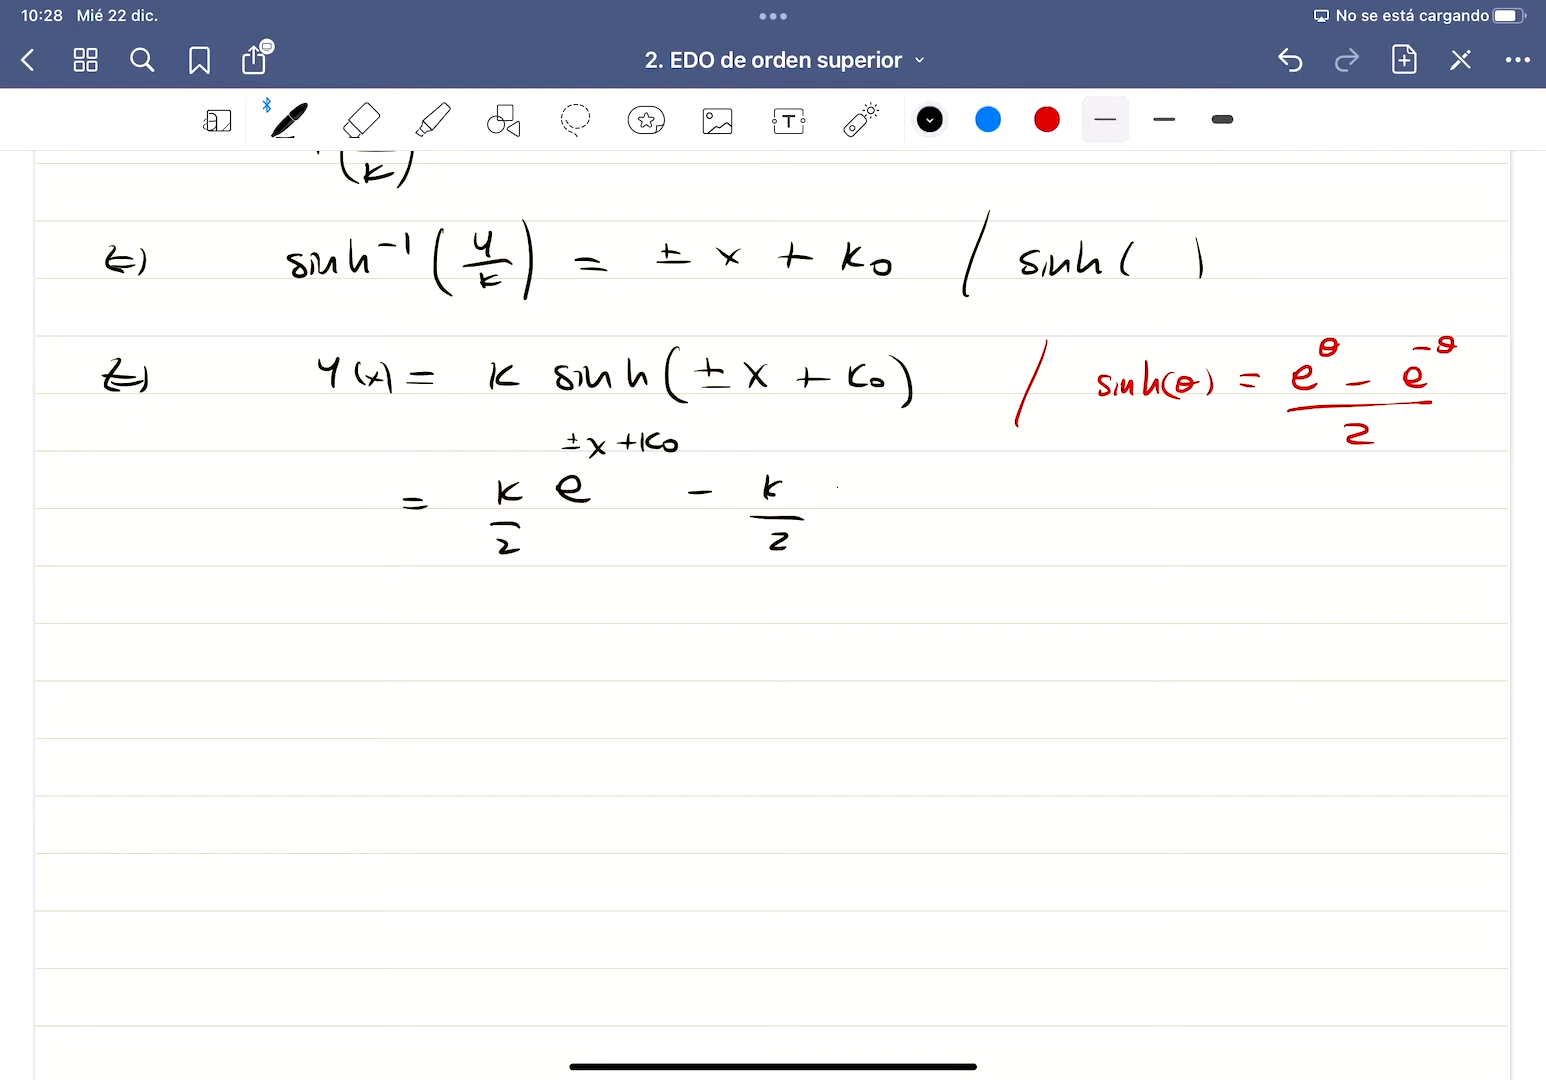 10:28 Mié 22 dic.
No se está cargando
2. EDO de orden superior
T
(k)
(=) sinh⁻¹(y/k) = ± x + k₀ / sinh( )
(=) y(x) = k sinh(± x + k₀) / sinh(θ) = (e^θ - e^-θ)/2
= k/2 e^(±x + k₀) - k/2